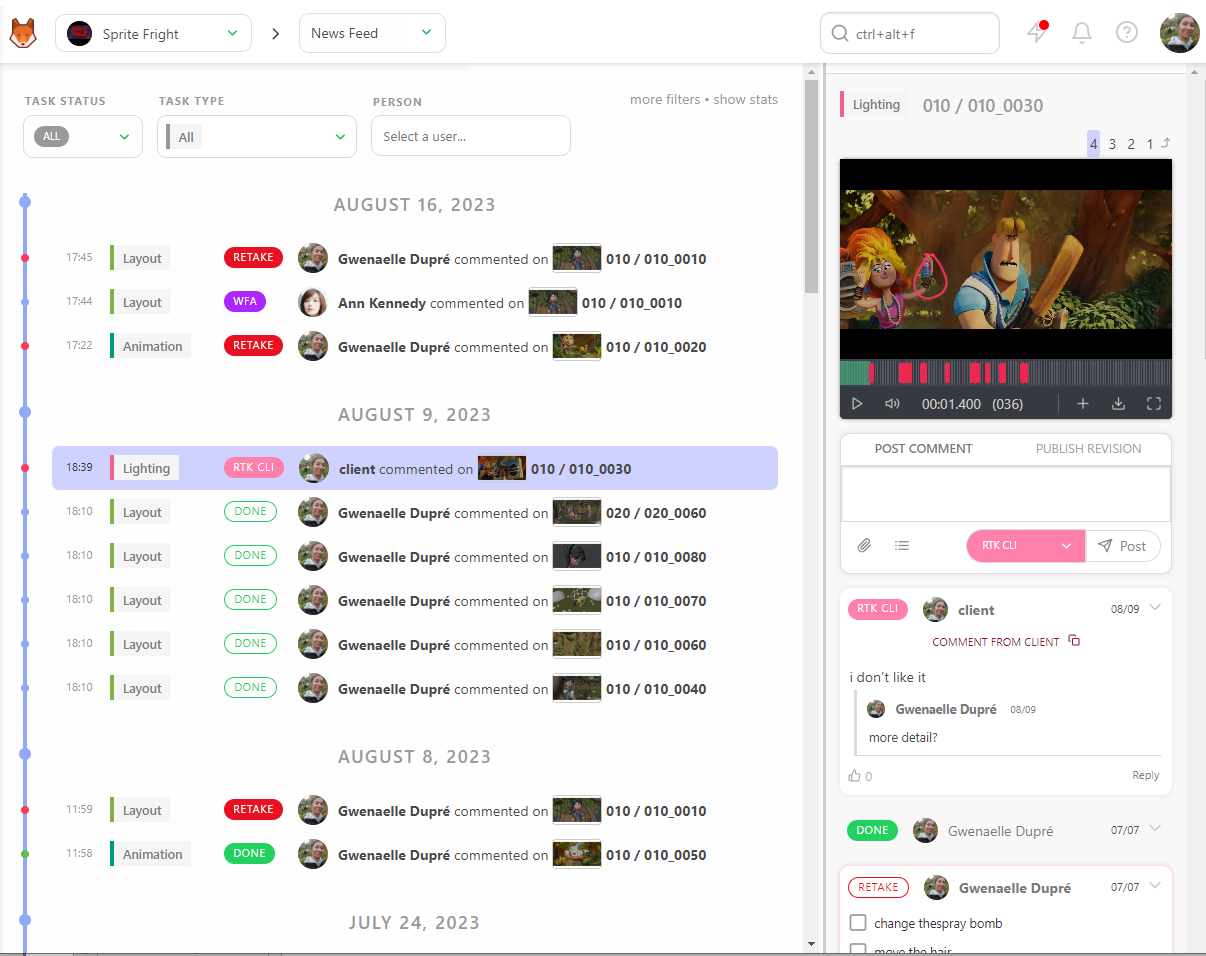 Sprite Fright
News Feed
ctrl+alt+f
TASK STATUS
TASK TYPE
PERSON
more filters • show stats
ALL
All
Select a user...
AUGUST 16, 2023
17:45 Layout RETAKE Gwenaelle Dupré commented on 010 / 010_0010
17:44 Layout WFA Ann Kennedy commented on 010 / 010_0010
17:22 Animation RETAKE Gwenaelle Dupré commented on 010 / 010_0020
AUGUST 9, 2023
18:39 Lighting RTK CLI client commented on 010 / 010_0030
18:10 Layout DONE Gwenaelle Dupré commented on 020 / 020_0060
18:10 Layout DONE Gwenaelle Dupré commented on 010 / 010_0080
18:10 Layout DONE Gwenaelle Dupré commented on 010 / 010_0070
18:10 Layout DONE Gwenaelle Dupré commented on 010 / 010_0060
18:10 Layout DONE Gwenaelle Dupré commented on 010 / 010_0040
AUGUST 8, 2023
11:59 Layout RETAKE Gwenaelle Dupré commented on 010 / 010_0010
11:58 Animation DONE Gwenaelle Dupré commented on 010 / 010_0050
JULY 24, 2023
Lighting 010 / 010_0030
4 3 2 1
00:01.400 (036)
POST COMMENT PUBLISH REVISION
RTK CLI Post
RTK CLI client 08/09
COMMENT FROM CLIENT
i don't like it
Gwenaelle Dupré 08/09
more detail?
0 Reply
DONE Gwenaelle Dupré 07/07
RETAKE Gwenaelle Dupré 07/07
change thespray bomb
move the hair